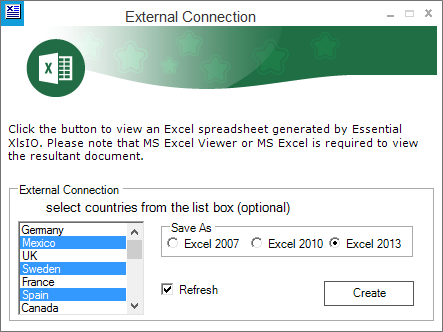 External Connection
Click the button to view an Excel spreadsheet generated by Essential
XlsIO. Please note that MS Excel Viewer or MS Excel is required to view
the resultant document.
External Connection
select countries from the list box (optional)
Germany
Mexico
UK
Sweden
France
Spain
Canada
Save As
Excel 2007 Excel 2010 Excel 2013
Refresh
Create